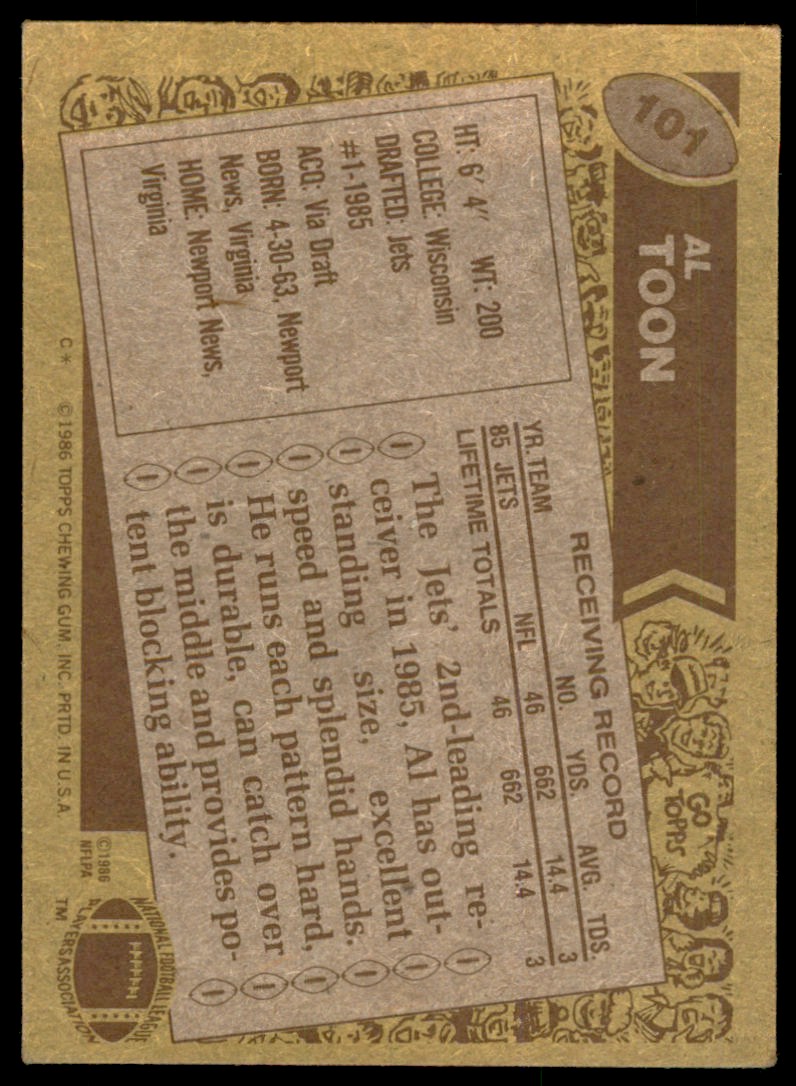 101
AL
TOON
HT: 6' 4" WT: 200
COLLEGE: Wisconsin
DRAFTED: Jets
#1-1985
ACQ: Via Draft
BORN: 4-30-63, Newport
News, Virginia
HOME: Newport News,
Virginia
RECEIVING RECORD
YR. TEAM NO. YDS. AVG. TDS.
85 JETS NFL 46 662 14.4 3
LIFETIME TOTALS 46 662 14.4 3
The Jets' 2nd-leading re-
ceiver in 1985, Al has out-
standing size, excellent
speed and splendid hands.
He runs each pattern hard,
is durable, can catch over
the middle and provides po-
tent blocking ability.
GO
TOPPS
C* ©1986 TOPPS CHEWING GUM, INC. PRTD. IN U.S.A.
©1986
NFLPA
NATIONAL FOOTBALL LEAGUE
PLAYERS ASSOCIATION
TM